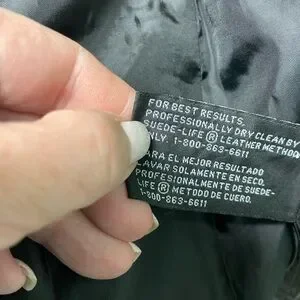 FOR BEST RESULTS,
PROFESSIONALLY DRY CLEAN BY
SUEDE-LIFE ® LEATHER METHOD
ONLY. 1-800-863-6611
PARA EL MEJOR RESULTADO
LAVAR SOLAMENTE EN SECO,
PROFESIONALMENTE DE SUEDE-
LIFE ® METODO DE CUERO.
1-800-863-6611